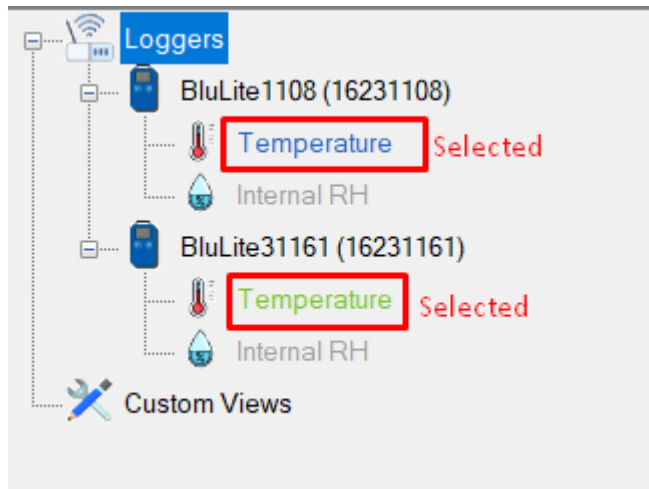 Loggers
BluLite1108 (16231108)
Temperature Selected
Internal RH
BluLite31161 (16231161)
Temperature Selected
Internal RH
Custom Views